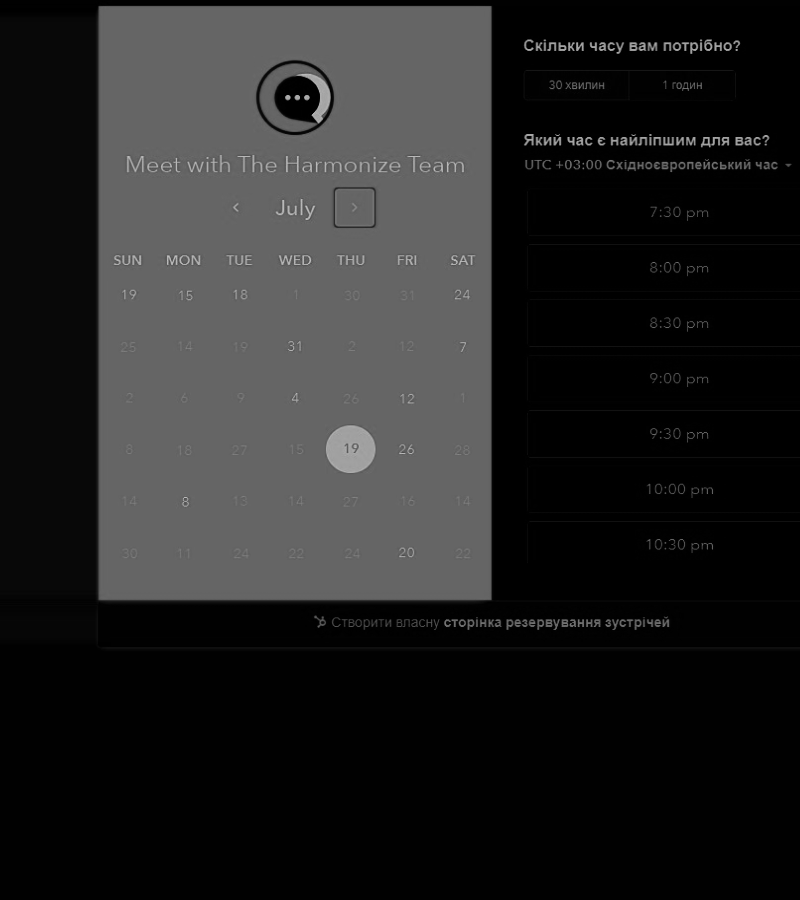 Meet with The Harmonize Team
July
SUN MON TUE WED THU FRI SAT
19 15 18 1 30 31 24
25 14 19 31 2 12 7
2 6 9 4 26 12 1
8 18 27 15 19 26 28
14 8 13 14 27 16 14
30 11 24 22 24 20 22
Скільки часу вам потрібно?
30 хвилин 1 годин
Який час є найліпшим для вас?
UTC +03:00 Східноєвропейський час
7:30 pm
8:00 pm
8:30 pm
9:00 pm
9:30 pm
10:00 pm
10:30 pm
Створити власну сторінка резервування зустрічей